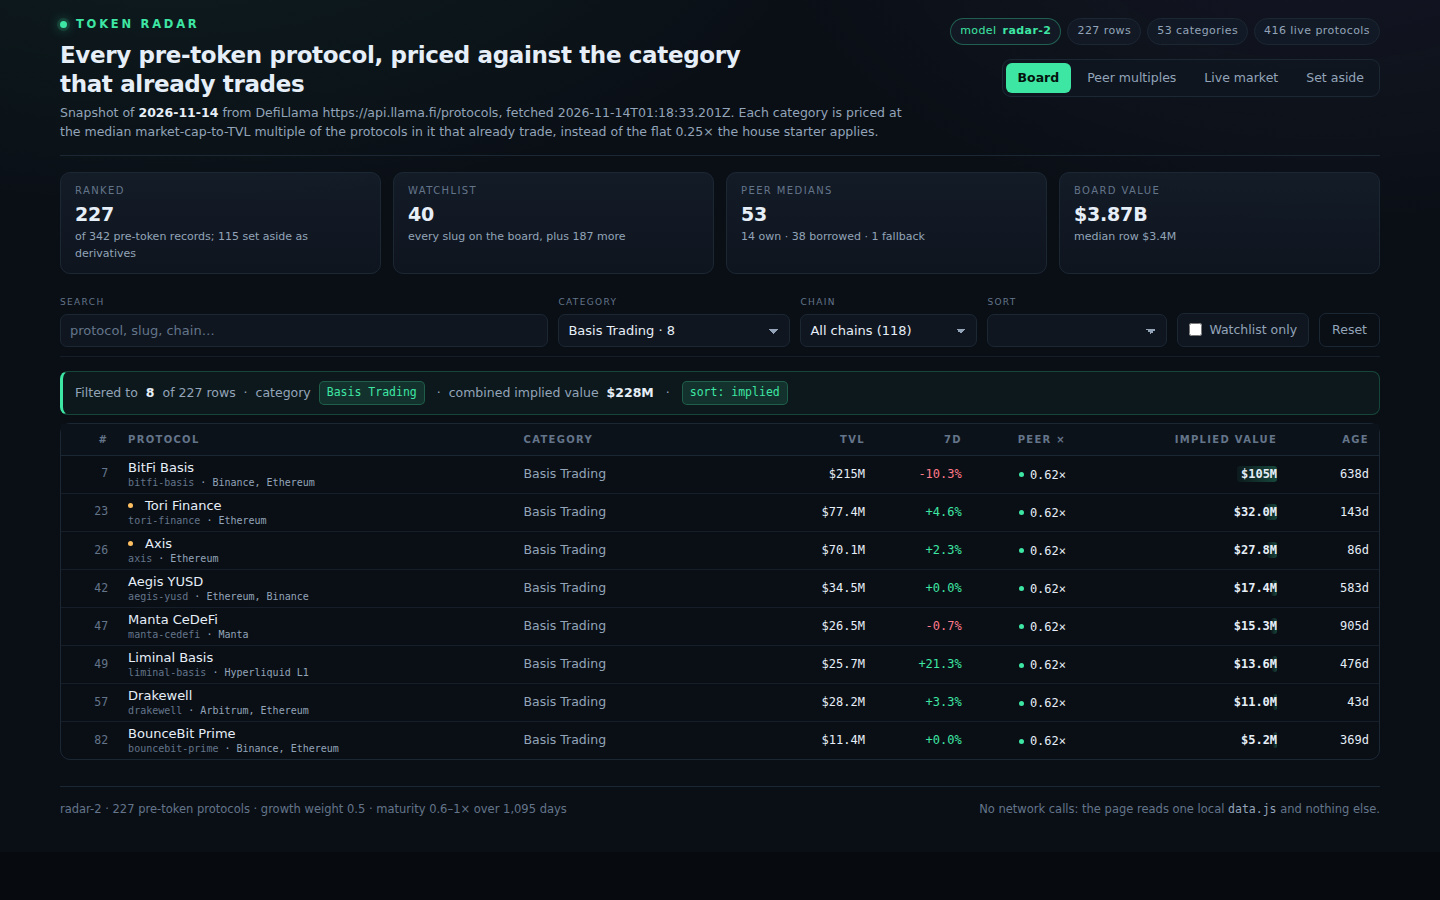 TOKEN RADAR
Every pre-token protocol, priced against the category
that already trades
Snapshot of 2026-11-14 from DefiLlama https://api.llama.fi/protocols, fetched 2026-11-14T01:18:33.201Z. Each category is priced at
the median market-cap-to-TVL multiple of the protocols in it that already trade, instead of the flat 0.25× the house starter applies.
model radar-2 227 rows 53 categories 416 live protocols
Board Peer multiples Live market Set aside
RANKED
227
of 342 pre-token records; 115 set aside as
derivatives
WATCHLIST
40
every slug on the board, plus 187 more
PEER MEDIANS
53
14 own · 38 borrowed · 1 fallback
BOARD VALUE
$3.87B
median row $3.4M
SEARCH CATEGORY CHAIN SORT
protocol, slug, chain… Basis Trading · 8 All chains (118) Watchlist only Reset
Filtered to 8 of 227 rows · category Basis Trading · combined implied value $228M · sort: implied
# PROTOCOL CATEGORY TVL 7D PEER × IMPLIED VALUE AGE
7 BitFi Basis Basis Trading $215M -10.3% 0.62× $105M 638d
bitfi-basis · Binance, Ethereum
23 Tori Finance Basis Trading $77.4M +4.6% 0.62× $32.0M 143d
tori-finance · Ethereum
26 Axis Basis Trading $70.1M +2.3% 0.62× $27.8M 86d
axis · Ethereum
42 Aegis YUSD Basis Trading $34.5M +0.0% 0.62× $17.4M 583d
aegis-yusd · Ethereum, Binance
47 Manta CeDeFi Basis Trading $26.5M -0.7% 0.62× $15.3M 905d
manta-cedefi · Manta
49 Liminal Basis Basis Trading $25.7M +21.3% 0.62× $13.6M 476d
liminal-basis · Hyperliquid L1
57 Drakewell Basis Trading $28.2M +3.3% 0.62× $11.0M 43d
drakewell · Arbitrum, Ethereum
82 BounceBit Prime Basis Trading $11.4M +0.0% 0.62× $5.2M 369d
bouncebit-prime · Binance, Ethereum
radar-2 · 227 pre-token protocols · growth weight 0.5 · maturity 0.6–1× over 1,095 days
No network calls: the page reads one local data.js and nothing else.